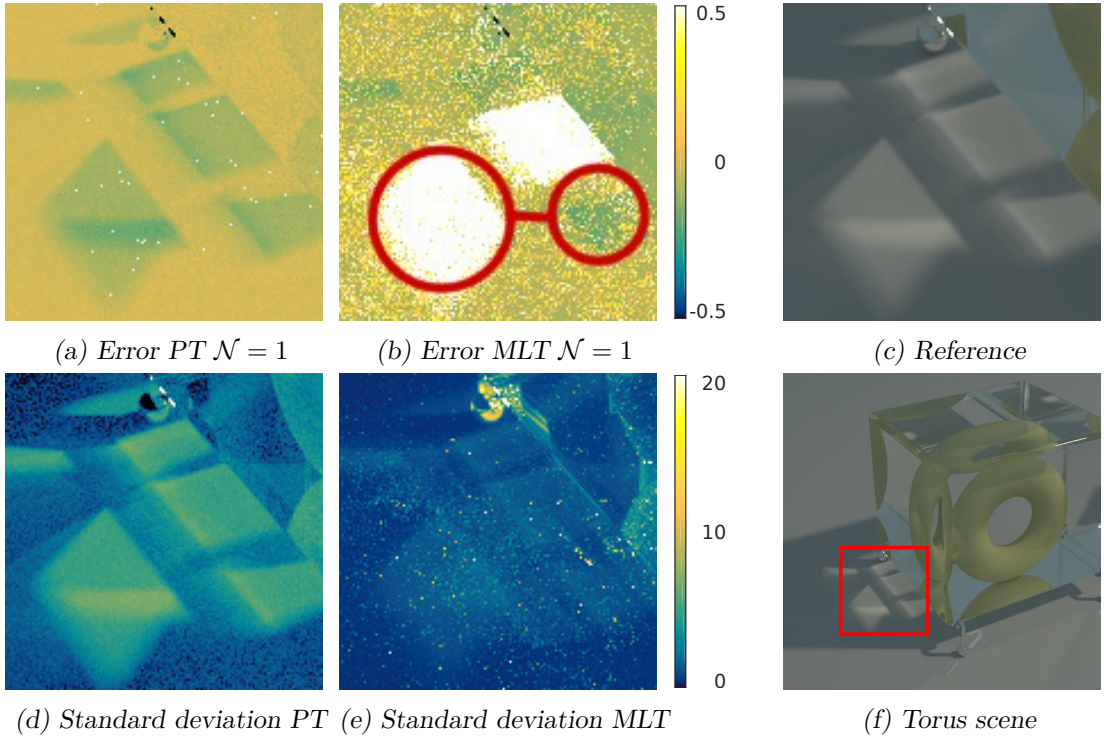 0.5
0
-0.5
(a) Error PT 𝒩 = 1
(b) Error MLT 𝒩 = 1
(c) Reference
20
10
0
(d) Standard deviation PT
(e) Standard deviation MLT
(f) Torus scene